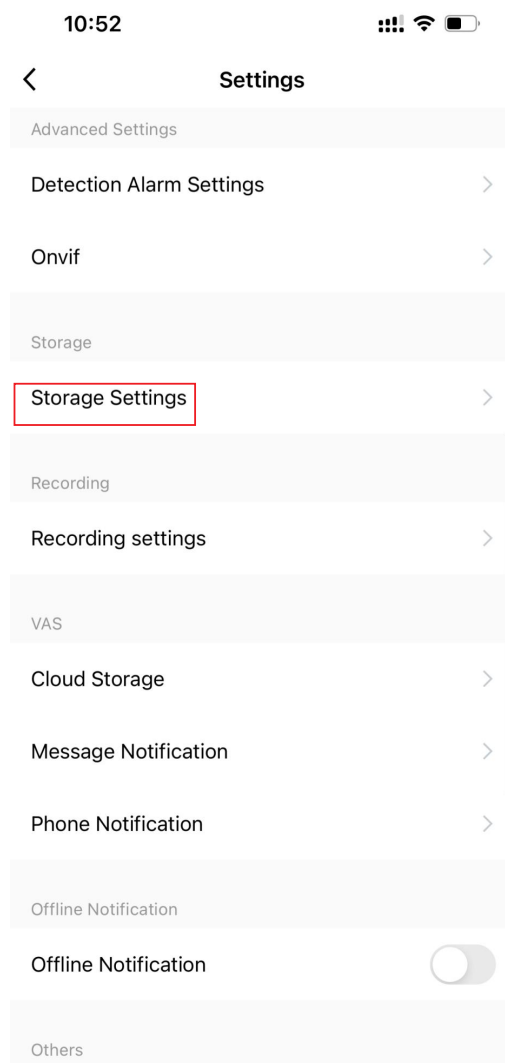 10:52
Settings
Advanced Settings
Detection Alarm Settings
Onvif
Storage
Storage Settings
Recording
Recording settings
VAS
Cloud Storage
Message Notification
Phone Notification
Offline Notification
Offline Notification
Others